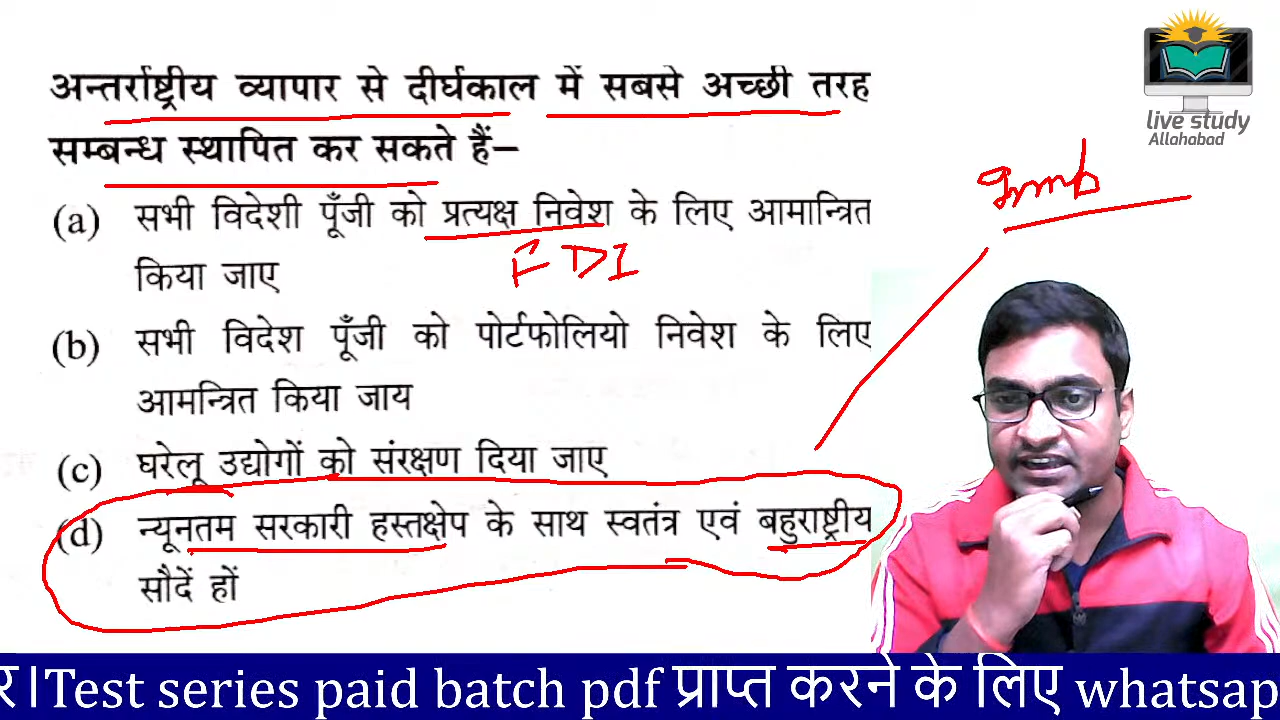 अन्तर्राष्ट्रीय व्यापार से दीर्घकाल में सबसे अच्छी तरह
सम्बन्ध स्थापित कर सकते हैं–
(a) सभी विदेशी पूँजी को प्रत्यक्ष निवेश के लिए आमान्त्रित
किया जाए
FDI
(b) सभी विदेश पूँजी को पोर्टफोलियो निवेश के लिए
आमन्त्रित किया जाय
(c) घरेलू उद्योगों को संरक्षण दिया जाए
(d) न्यूनतम सरकारी हस्तक्षेप के साथ स्वतंत्र एवं बहुराष्ट्रीय
सौदें हों
live study
Allahabad
र।Test series paid batch pdf प्राप्त करने के लिए whatsap